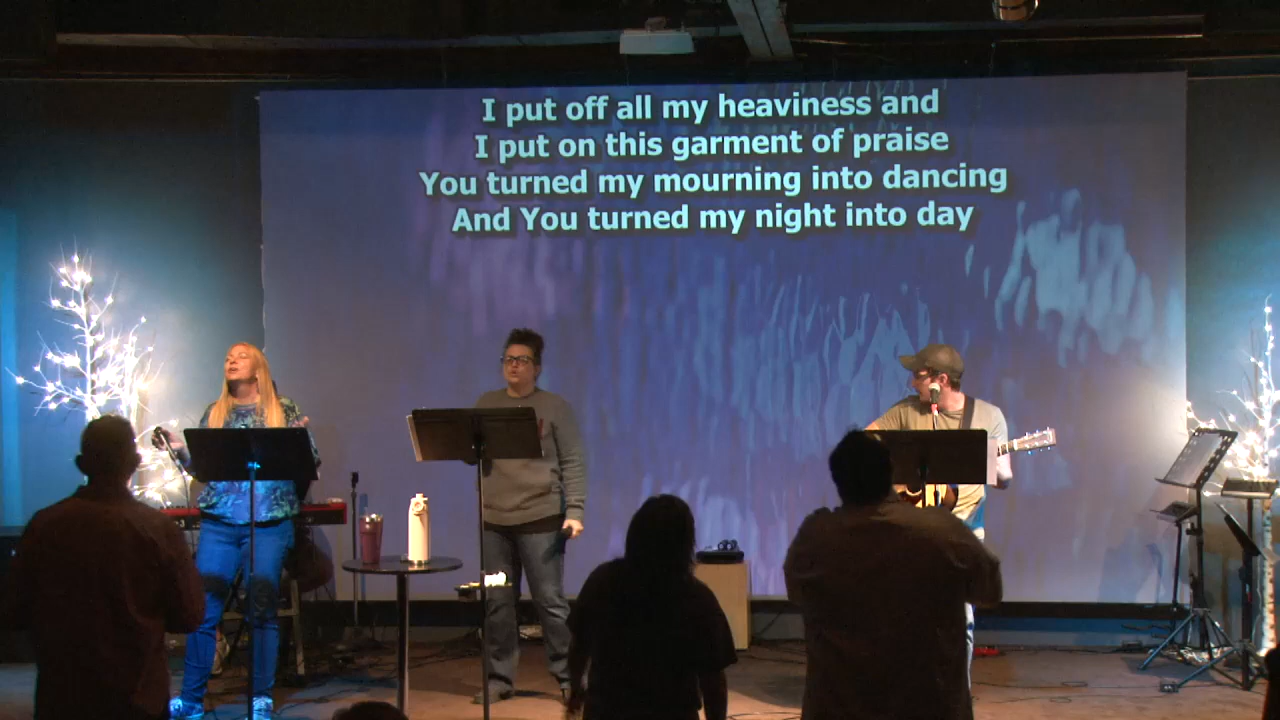 I put off all my heaviness and
I put on this garment of praise
You turned my mourning into dancing
And You turned my night into day